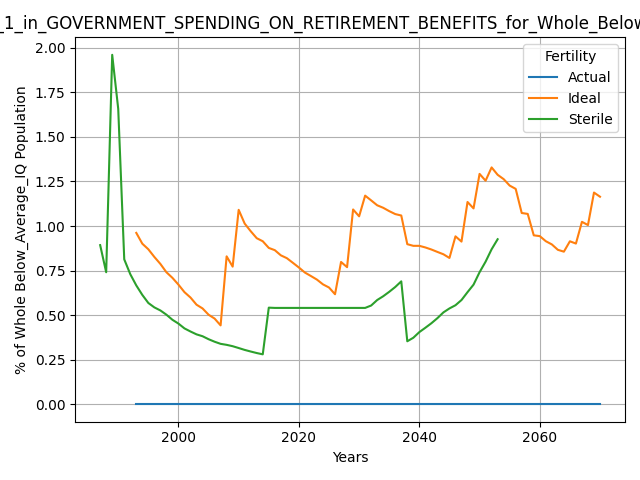 _1_in_GOVERNMENT_SPENDING_ON_RETIREMENT_BENEFITS_for_Whole_Below
% of Whole Below_Average_IQ Population
2.00
1.75
1.50
1.25
1.00
0.75
0.50
0.25
0.00
Fertility
Actual
Ideal
Sterile
2000
2020
2040
2060
Years